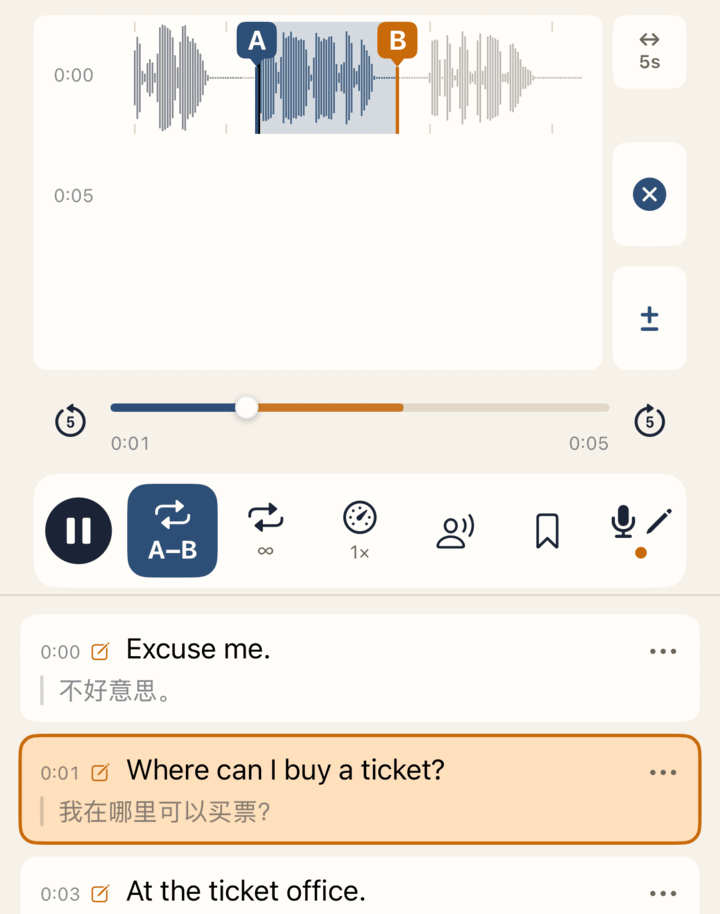 A
B
0:00
5s
0:05
5
5
0:01
0:05
A–B
∞
1×
0:00 Excuse me.
不好意思。
0:01 Where can I buy a ticket?
我在哪里可以买票?
0:03 At the ticket office.